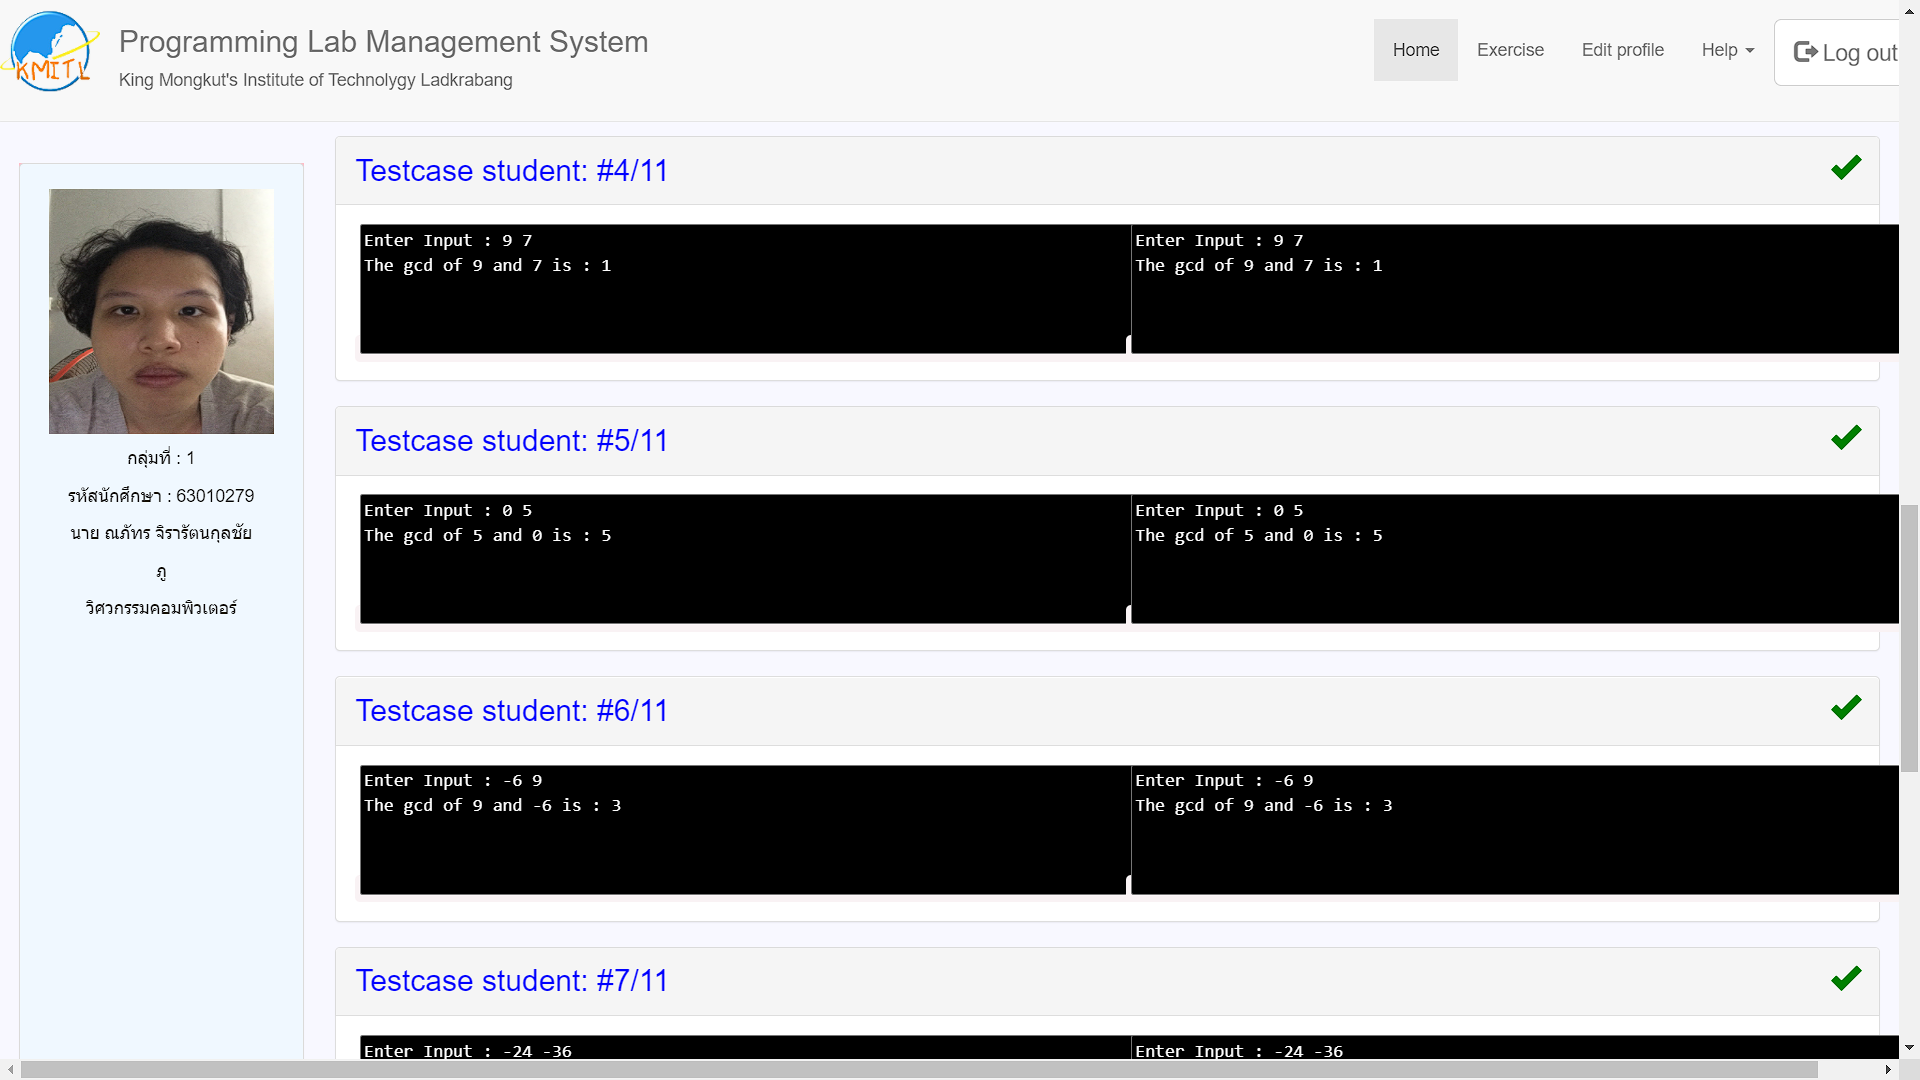 KMITL
Programming Lab Management System
King Mongkut's Institute of Technolygy Ladkrabang
Home
Exercise
Edit profile
Help
Log out
กลุ่มที่ : 1
รหัสนักศึกษา : 63010279
นาย ณภัทร จิรารัตนกุลชัย
ภู
วิศวกรรมคอมพิวเตอร์
Testcase student: #4/11
Enter Input : 9 7
The gcd of 9 and 7 is : 1
Enter Input : 9 7
The gcd of 9 and 7 is : 1
Testcase student: #5/11
Enter Input : 0 5
The gcd of 5 and 0 is : 5
Enter Input : 0 5
The gcd of 5 and 0 is : 5
Testcase student: #6/11
Enter Input : -6 9
The gcd of 9 and -6 is : 3
Enter Input : -6 9
The gcd of 9 and -6 is : 3
Testcase student: #7/11
Enter Input : -24 -36
Enter Input : -24 -36